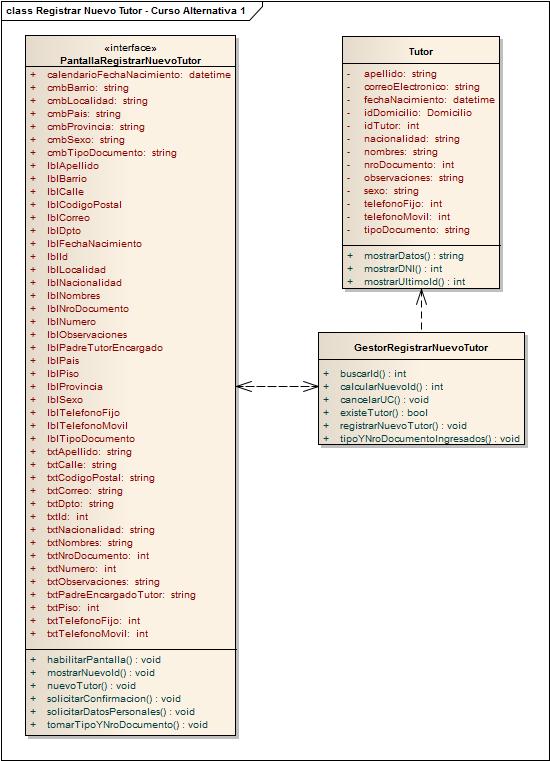 class Registrar Nuevo Tutor - Curso Alternativa 1
«interface»
PantallaRegistrarNuevoTutor
+ calendarioFechaNacimiento: datetime
+ cmbBarrio: string
+ cmbLocalidad: string
+ cmbPais: string
+ cmbProvincia: string
+ cmbSexo: string
+ cmbTipoDocumento: string
+ lblApellido
+ lblBarrio
+ lblCalle
+ lblCodigoPostal
+ lblCorreo
+ lblDpto
+ lblFechaNacimiento
+ lblId
+ lblLocalidad
+ lblNacionalidad
+ lblNombres
+ lblNroDocumento
+ lblNumero
+ lblObservaciones
+ lblPadreTutorEncargado
+ lblPais
+ lblPiso
+ lblProvincia
+ lblSexo
+ lblTelefonoFijo
+ lblTelefonoMovil
+ lblTipoDocumento
+ txtApellido: string
+ txtCalle: string
+ txtCodigoPostal: string
+ txtCorreo: string
+ txtDpto: string
+ txtId: int
+ txtNacionalidad: string
+ txtNombres: string
+ txtNroDocumento: int
+ txtNumero: int
+ txtObservaciones: string
+ txtPadreEncargadoTutor: string
+ txtPiso: int
+ txtTelefonoFijo: int
+ txtTelefonoMovil: int
+ habilitarPantalla() : void
+ mostrarNuevoId() : void
+ nuevoTutor() : void
+ solicitarConfirmacion() : void
+ solicitarDatosPersonales() : void
+ tomarTipoYNroDocumento() : void
Tutor
- apellido: string
- correoElectronico: string
- fechaNacimiento: datetime
- idDomicilio: Domicilio
- idTutor: int
- nacionalidad: string
- nombres: string
- nroDocumento: int
- observaciones: string
- sexo: string
- telefonoFijo: int
- telefonoMovil: int
- tipoDocumento: string
+ mostrarDatos() : string
+ mostrarDNI() : int
+ mostrarUltimoId() : int
GestorRegistrarNuevoTutor
+ buscarId() : int
+ calcularNuevoId() : int
+ cancelarUC() : void
+ existeTutor() : bool
+ registrarNuevoTutor() : void
+ tipoYNroDocumentoIngresados() : void